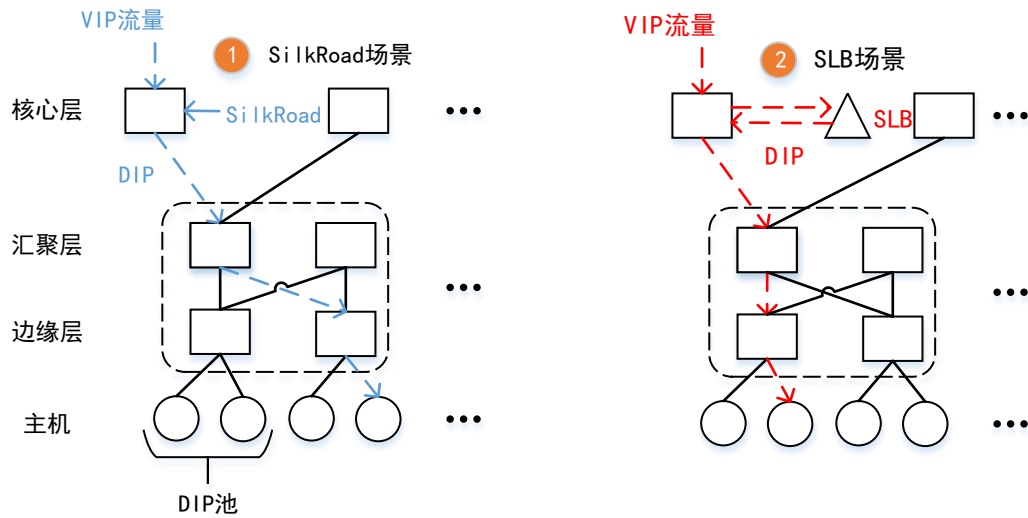 VIP流量
1 SilkRoad场景
核心层
SilkRoad
•••
DIP
汇聚层
•••
边缘层
主机
•••
DIP池
VIP流量
2 SLB场景
SLB
•••
DIP
•••
•••